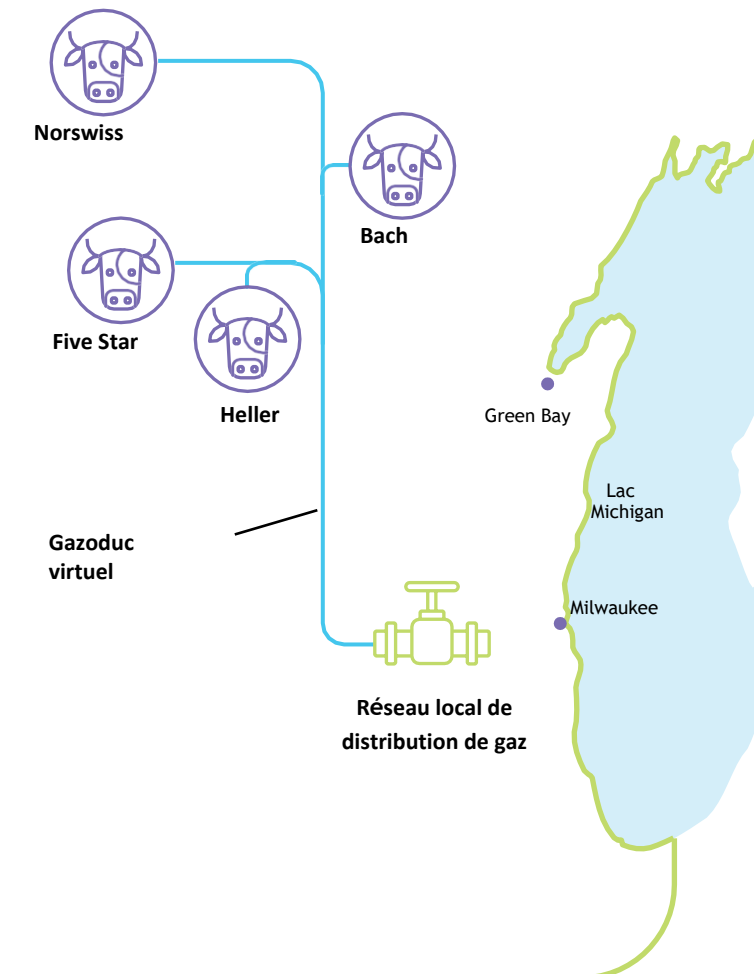 Norswiss
Bach
Five Star
Heller
Green Bay
Lac
Michigan
Gazoduc
virtuel
Milwaukee
Réseau local de
distribution de gaz